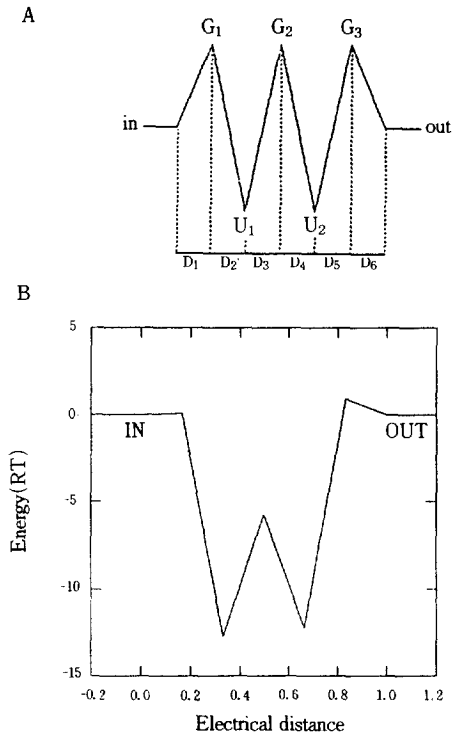 A
G1 G2 G3
in out
U1 U2
D1 D2 D3 D4 D5 D6
B
5
0
-5
-10
-15
IN OUT
Energy(RT)
-0.2 0.0 0.2 0.4 0.6 0.8 1.0 1.2
Electrical distance